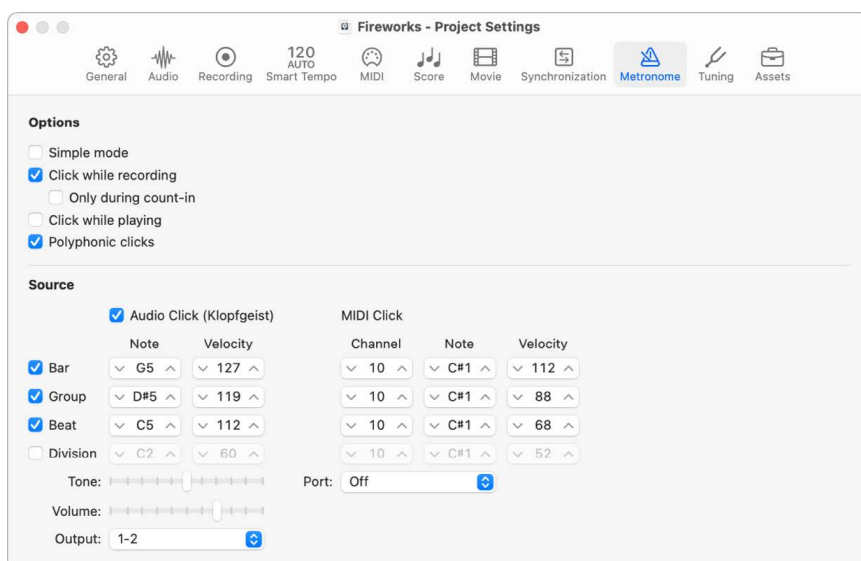 Fireworks - Project Settings
General Audio Recording 120 AUTO Smart Tempo MIDI Score Movie Synchronization Metronome Tuning Assets
Options
Simple mode
Click while recording
Only during count-in
Click while playing
Polyphonic clicks
Source
Audio Click (Klopfgeist) MIDI Click
Note Velocity Channel Note Velocity
Bar G5 127 10 C#1 112
Group D#5 119 10 C#1 88
Beat C5 112 10 C#1 68
Division C2 60 10 C#1 52
Tone: Port: Off
Volume:
Output: 1-2